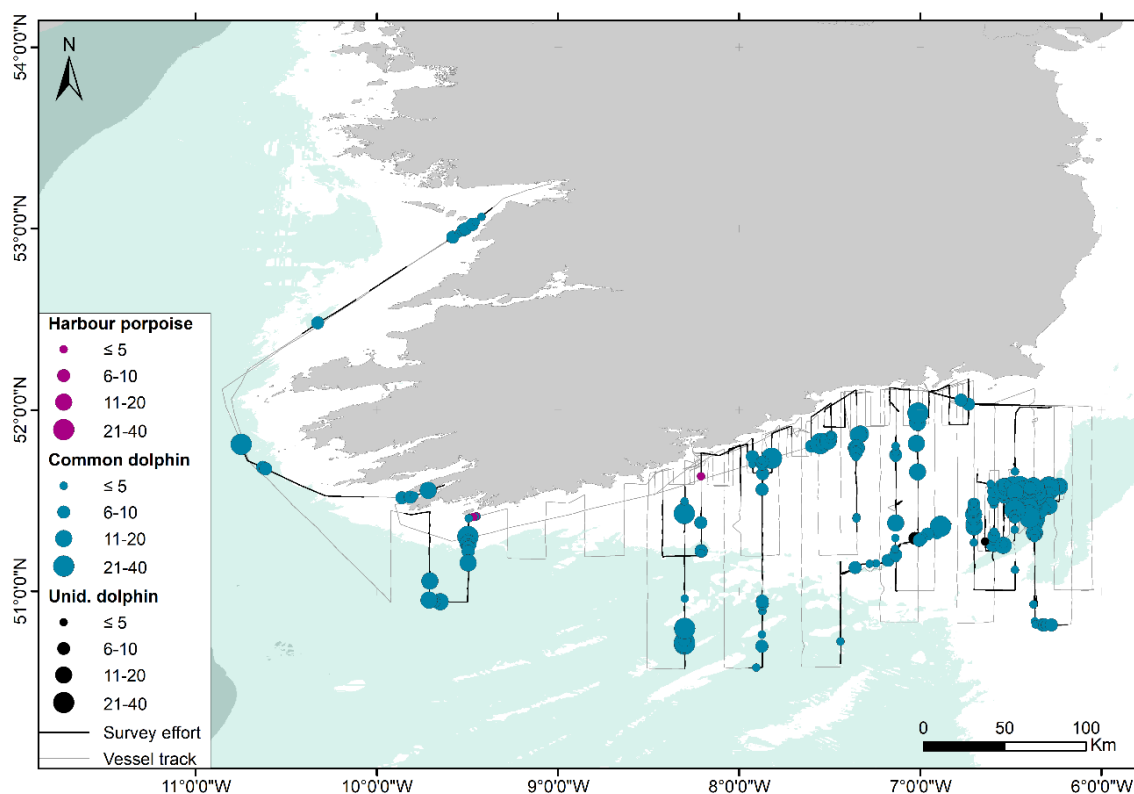 N
54°0'0"N
53°0'0"N
52°0'0"N
51°0'0"N
Harbour porpoise
≤ 5
6-10
11-20
21-40
Common dolphin
≤ 5
6-10
11-20
21-40
Unid. dolphin
≤ 5
6-10
11-20
21-40
Survey effort
Vessel track
0 50 100
Km
11°0'0"W 10°0'0"W 9°0'0"W 8°0'0"W 7°0'0"W 6°0'0"W